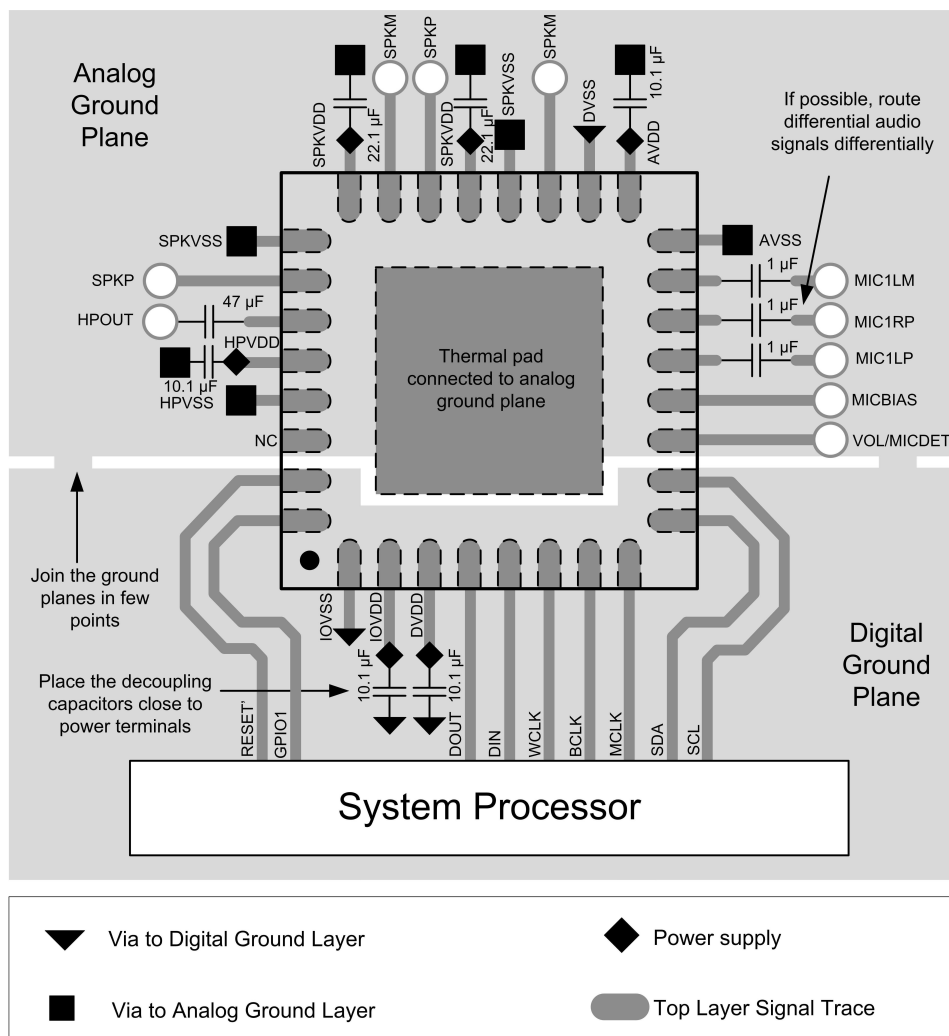 Analog
Ground
Plane
SPKVDD
22.1 µF
SPKM
SPKP
SPKVDD
22.1 µF
SPKVSS
SPKM
DVSS
AVDD
10.1 µF
If possible, route
differential audio
signals differentially
SPKVSS
SPKP
HPOUT
47 µF
HPVDD
10.1 µF
HPVSS
NC
Thermal pad
connected to analog
ground plane
AVSS
1 µF
MIC1LM
1 µF
MIC1RP
1 µF
MIC1LP
MICBIAS
VOL/MICDET
Join the ground
planes in few
points
Place the decoupling
capacitors close to
power terminals
IOVSS
IOVDD
DVDD
10.1 µF
10.1 µF
Digital
Ground
Plane
RESET'
GPIO1
DOUT
DIN
WCLK
BCLK
MCLK
SDA
SCL
System Processor
Via to Digital Ground Layer
Power supply
Via to Analog Ground Layer
Top Layer Signal Trace